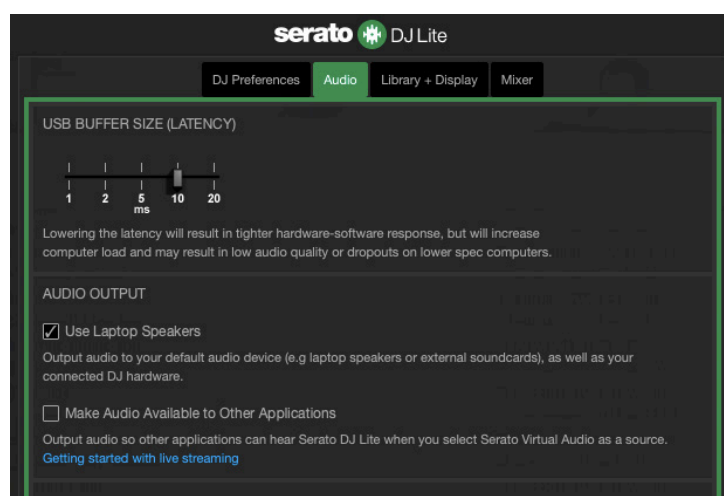 serato DJ Lite
DJ Preferences Audio Library + Display Mixer
USB BUFFER SIZE (LATENCY)
1 2 5 10 20
ms
Lowering the latency will result in tighter hardware-software response, but will increase
computer load and may result in low audio quality or dropouts on lower spec computers.
AUDIO OUTPUT
Use Laptop Speakers
Output audio to your default audio device (e.g laptop speakers or external soundcards), as well as your
connected DJ hardware.
Make Audio Available to Other Applications
Output audio so other applications can hear Serato DJ Lite when you select Serato Virtual Audio as a source.
Getting started with live streaming